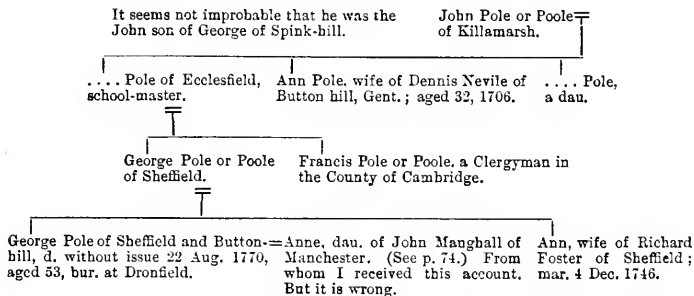 It seems not improbable that he was the
John son of George of Spink-hill.
John Pole or Poole
of Killamarsh.
.... Pole of Ecclesfield,
school-master.
Ann Pole, wife of Dennis Nevile of
Button hill, Gent.; aged 32, 1706.
.... Pole,
a dau.
George Pole or Poole
of Sheffield.
Francis Pole or Poole, a Clergyman in
the County of Cambridge.
George Pole of Sheffield and Button-
hill, d. without issue 22 Aug. 1770,
aged 53, bur. at Dronfield.
=Anne, dau. of John Manghall of
Manchester. (See p. 74.) From
whom I received this account.
But it is wrong.
Ann, wife of Richard
Foster of Sheffield;
mar. 4 Dec. 1746.